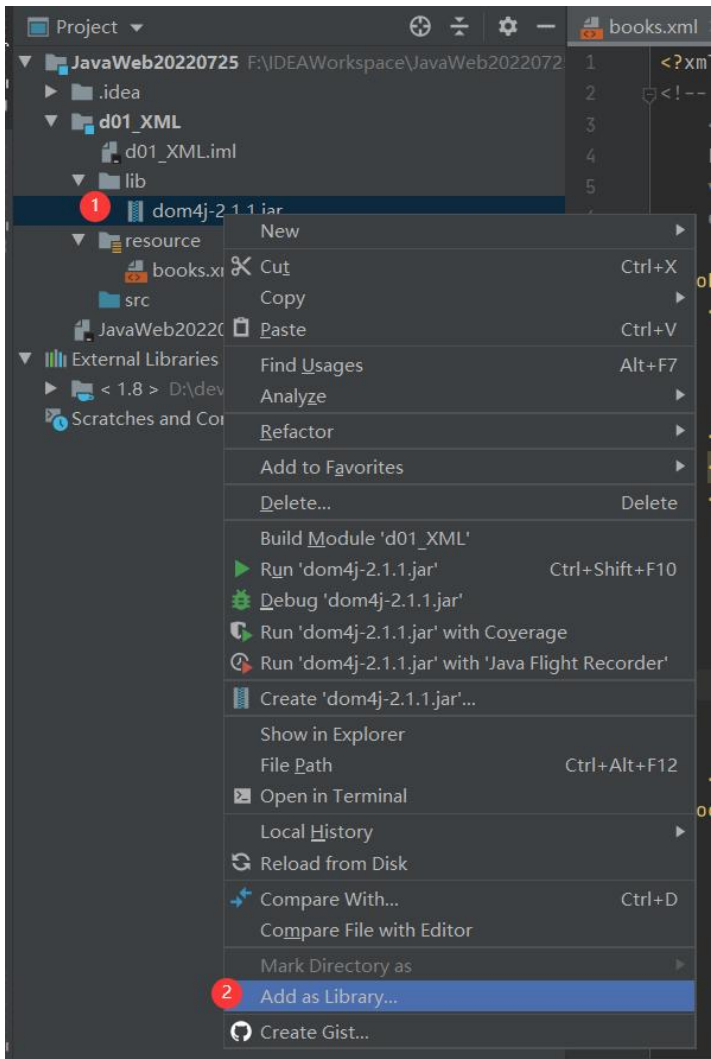 Project
books.xml
JavaWeb20220725 F:\IDEAWorkspace\JavaWeb2022072
1 <?xm
.idea
2 <!--
d01_XML
3
d01_XML.iml
4
lib
5
1
dom4j-2.1.1.jar
resource
books.x
src
JavaWeb2022
External Libraries
< 1.8 > D:\dev
Scratches and Co
New
Cut Ctrl+X
Copy
Paste Ctrl+V
Find Usages Alt+F7
Analyze
Refactor
Add to Favorites
Delete... Delete
Build Module 'd01_XML'
Run 'dom4j-2.1.1.jar' Ctrl+Shift+F10
Debug 'dom4j-2.1.1.jar'
Run 'dom4j-2.1.1.jar' with Coverage
Run 'dom4j-2.1.1.jar' with 'Java Flight Recorder'
Create 'dom4j-2.1.1.jar'...
Show in Explorer
File Path Ctrl+Alt+F12
Open in Terminal
Local History
Reload from Disk
Compare With... Ctrl+D
Compare File with Editor
Mark Directory as
2 Add as Library...
Create Gist...